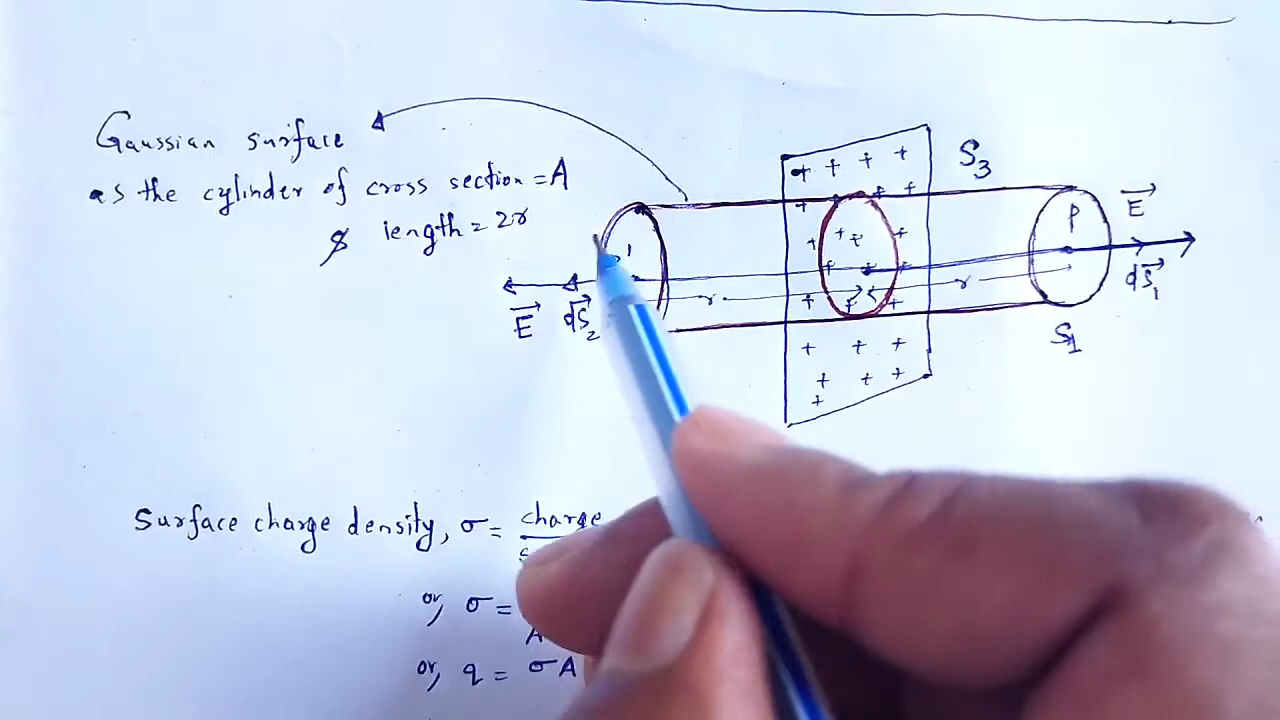 Gaussian surface
as the cylinder of cross section = A
& length = 2r
S3
E
P
dS1
S1
E
dS2
r
r
Surface charge density, σ = charge
or, σ =
A
or, q = σA